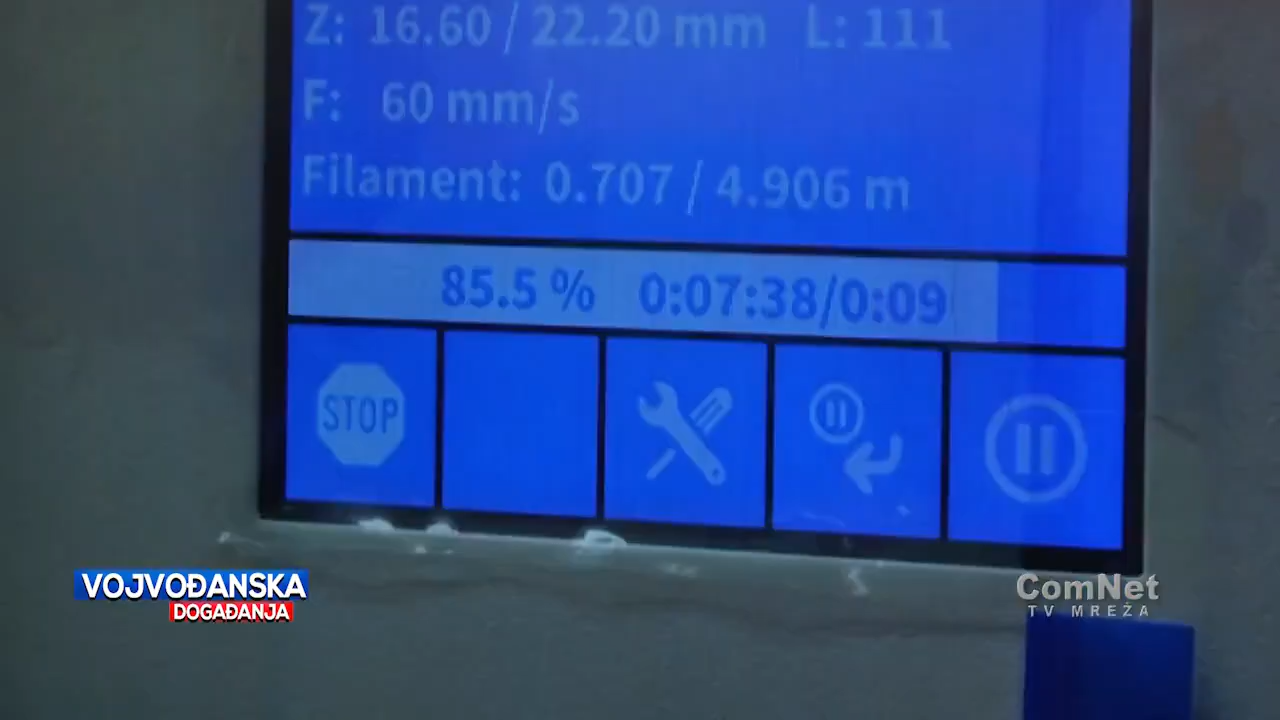 Z: 16.60 / 22.20 mm L: 111
F: 60 mm/s
Filament: 0.707 / 4.906 m
85.5 % 0:07:38/0:09
STOP
VOJVOĐANSKA
DOGAĐANJA
ComNet
TV MREŽA